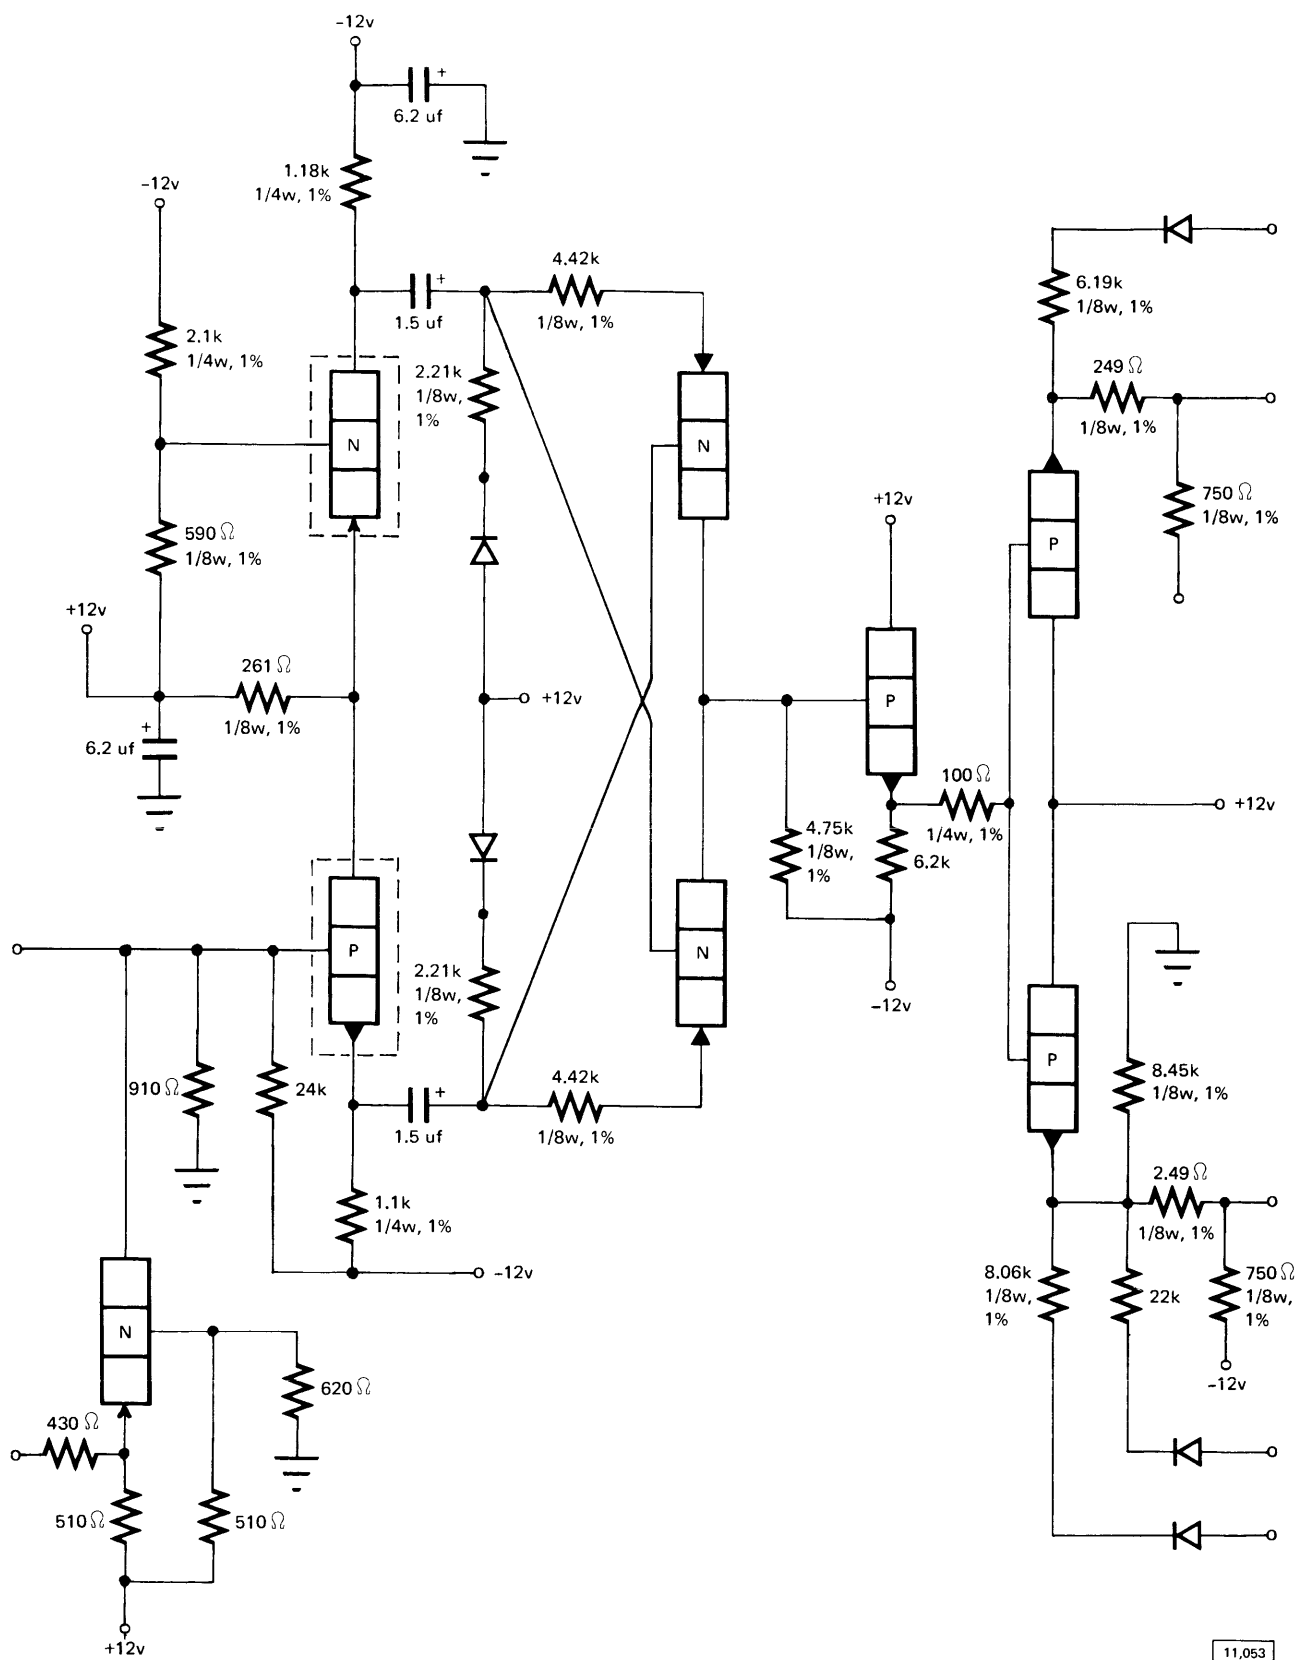 -12v
+
6.2 uf
1.18k
1/4w, 1%
-12v
+
1.5 uf
4.42k
1/8w, 1%
6.19k
1/8w, 1%
2.1k
1/4w, 1%
2.21k
1/8w,
1%
249 Ω
1/8w, 1%
N
N
750 Ω
1/8w, 1%
+12v
590 Ω
1/8w, 1%
P
+12v
261 Ω
1/8w, 1%
+12v
P
+
6.2 uf
100 Ω
1/4w, 1%
+12v
4.75k
1/8w,
1%
6.2k
P
N
2.21k
1/8w,
1%
-12v
910 Ω
24k
+
1.5 uf
4.42k
1/8w, 1%
P
8.45k
1/8w, 1%
1.1k
1/4w, 1%
-12v
2.49 Ω
1/8w, 1%
8.06k
1/8w,
1%
22k
750 Ω
1/8w,
1%
-12v
N
620 Ω
430 Ω
510 Ω
510 Ω
+12v
11,053